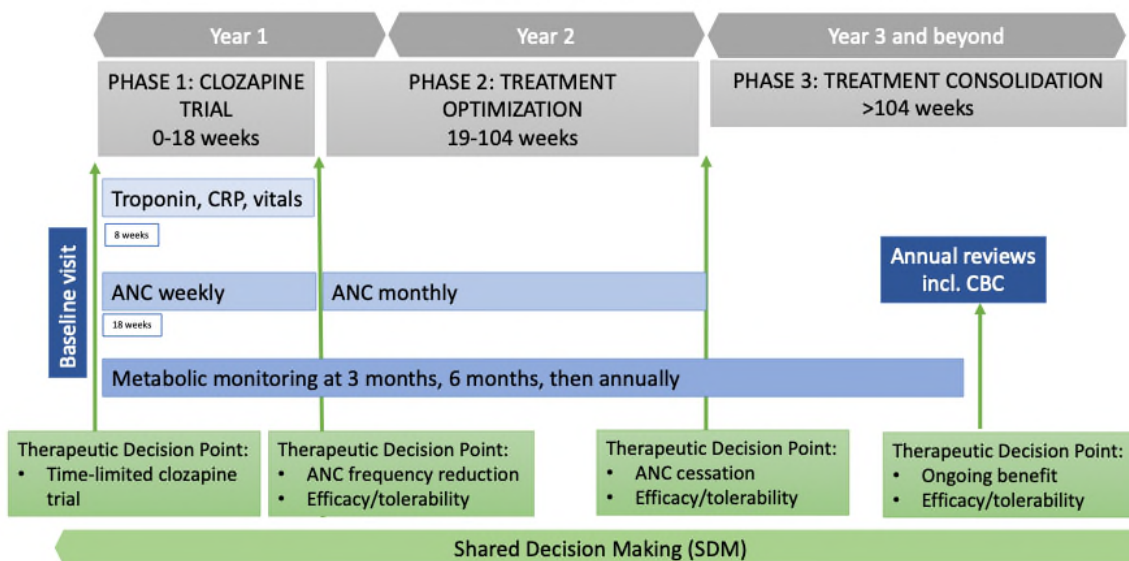 Year 1
Year 2
Year 3 and beyond
PHASE 1: CLOZAPINE
TRIAL
0-18 weeks
PHASE 2: TREATMENT
OPTIMIZATION
19-104 weeks
PHASE 3: TREATMENT CONSOLIDATION
>104 weeks
Baseline visit
Troponin, CRP, vitals
8 weeks
ANC weekly
18 weeks
ANC monthly
Annual reviews
incl. CBC
Metabolic monitoring at 3 months, 6 months, then annually
Therapeutic Decision Point:
• Time-limited clozapine
trial
Therapeutic Decision Point:
• ANC frequency reduction
• Efficacy/tolerability
Therapeutic Decision Point:
• ANC cessation
• Efficacy/tolerability
Therapeutic Decision Point:
• Ongoing benefit
• Efficacy/tolerability
Shared Decision Making (SDM)